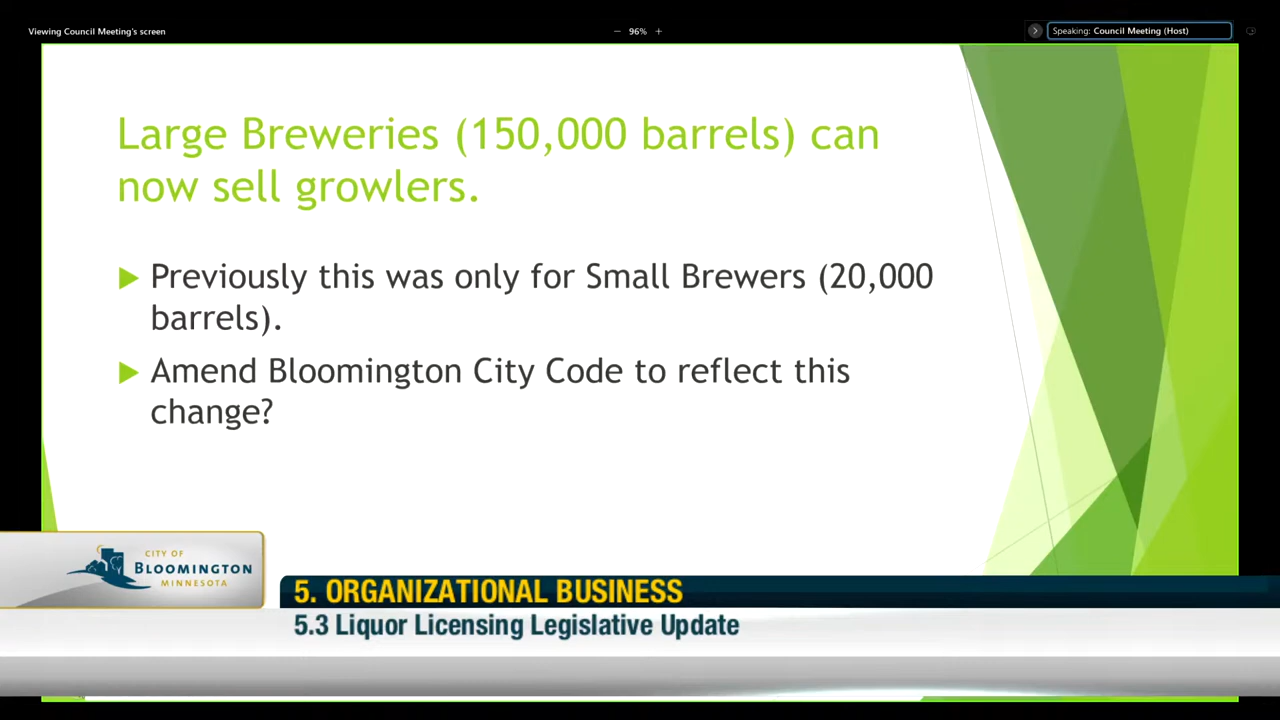 Viewing Council Meeting's screen
− 96% +
Speaking: Council Meeting (Host)
Large Breweries (150,000 barrels) can
now sell growlers.
Previously this was only for Small Brewers (20,000
barrels).
Amend Bloomington City Code to reflect this
change?
CITY OF
BLOOMINGTON
MINNESOTA
5. ORGANIZATIONAL BUSINESS
5.3 Liquor Licensing Legislative Update